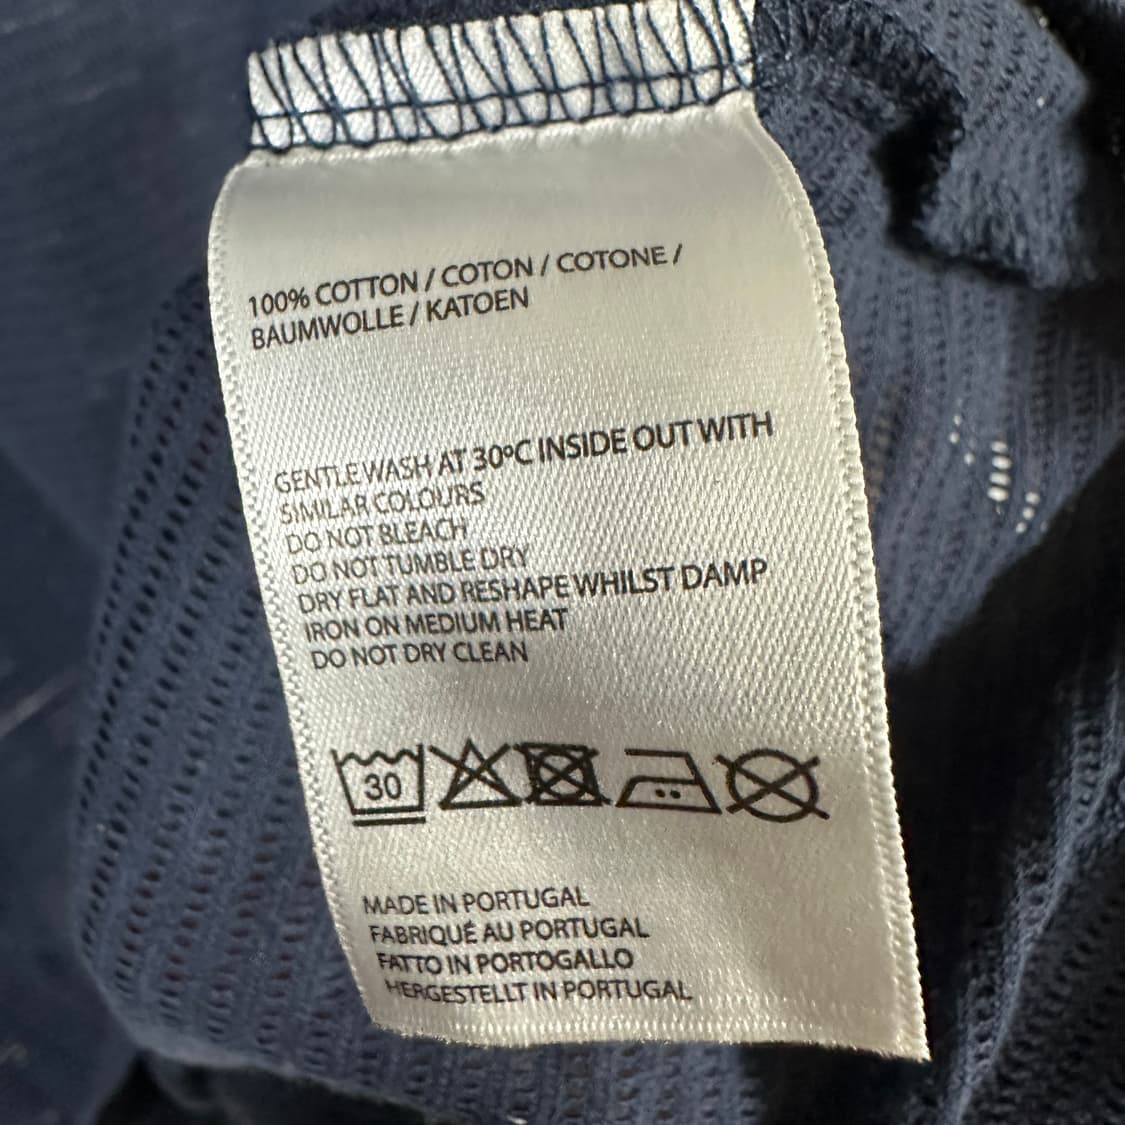 100% COTTON / COTON / COTONE /
BAUMWOLLE / KATOEN
GENTLE WASH AT 30ºC INSIDE OUT WITH
SIMILAR COLOURS
DO NOT BLEACH
DO NOT TUMBLE DRY
DRY FLAT AND RESHAPE WHILST DAMP
IRON ON MEDIUM HEAT
DO NOT DRY CLEAN
30
MADE IN PORTUGAL
FABRIQUÉ AU PORTUGAL
FATTO IN PORTOGALLO
HERGESTELLT IN PORTUGAL